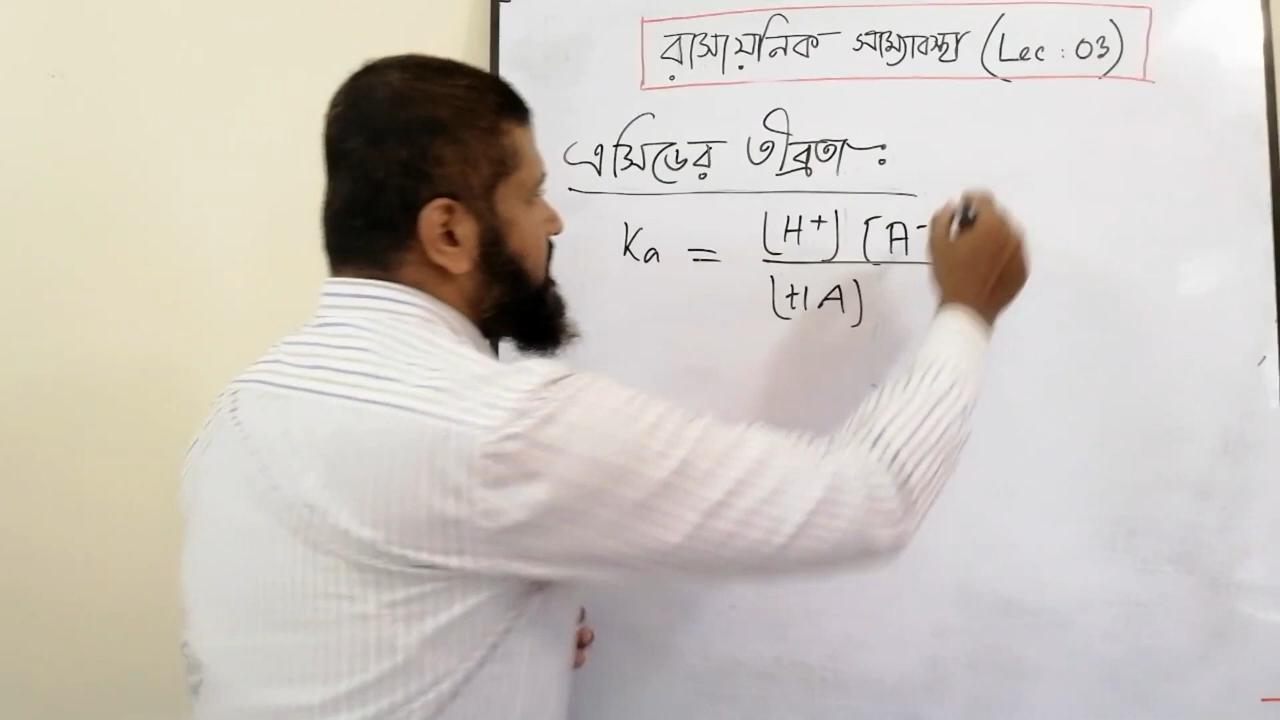 রাসায়নিক সাম্যাবস্থা (Lec : 03)
এসিডের তীব্রতা :
Ka = [H+] [A-
[HA]